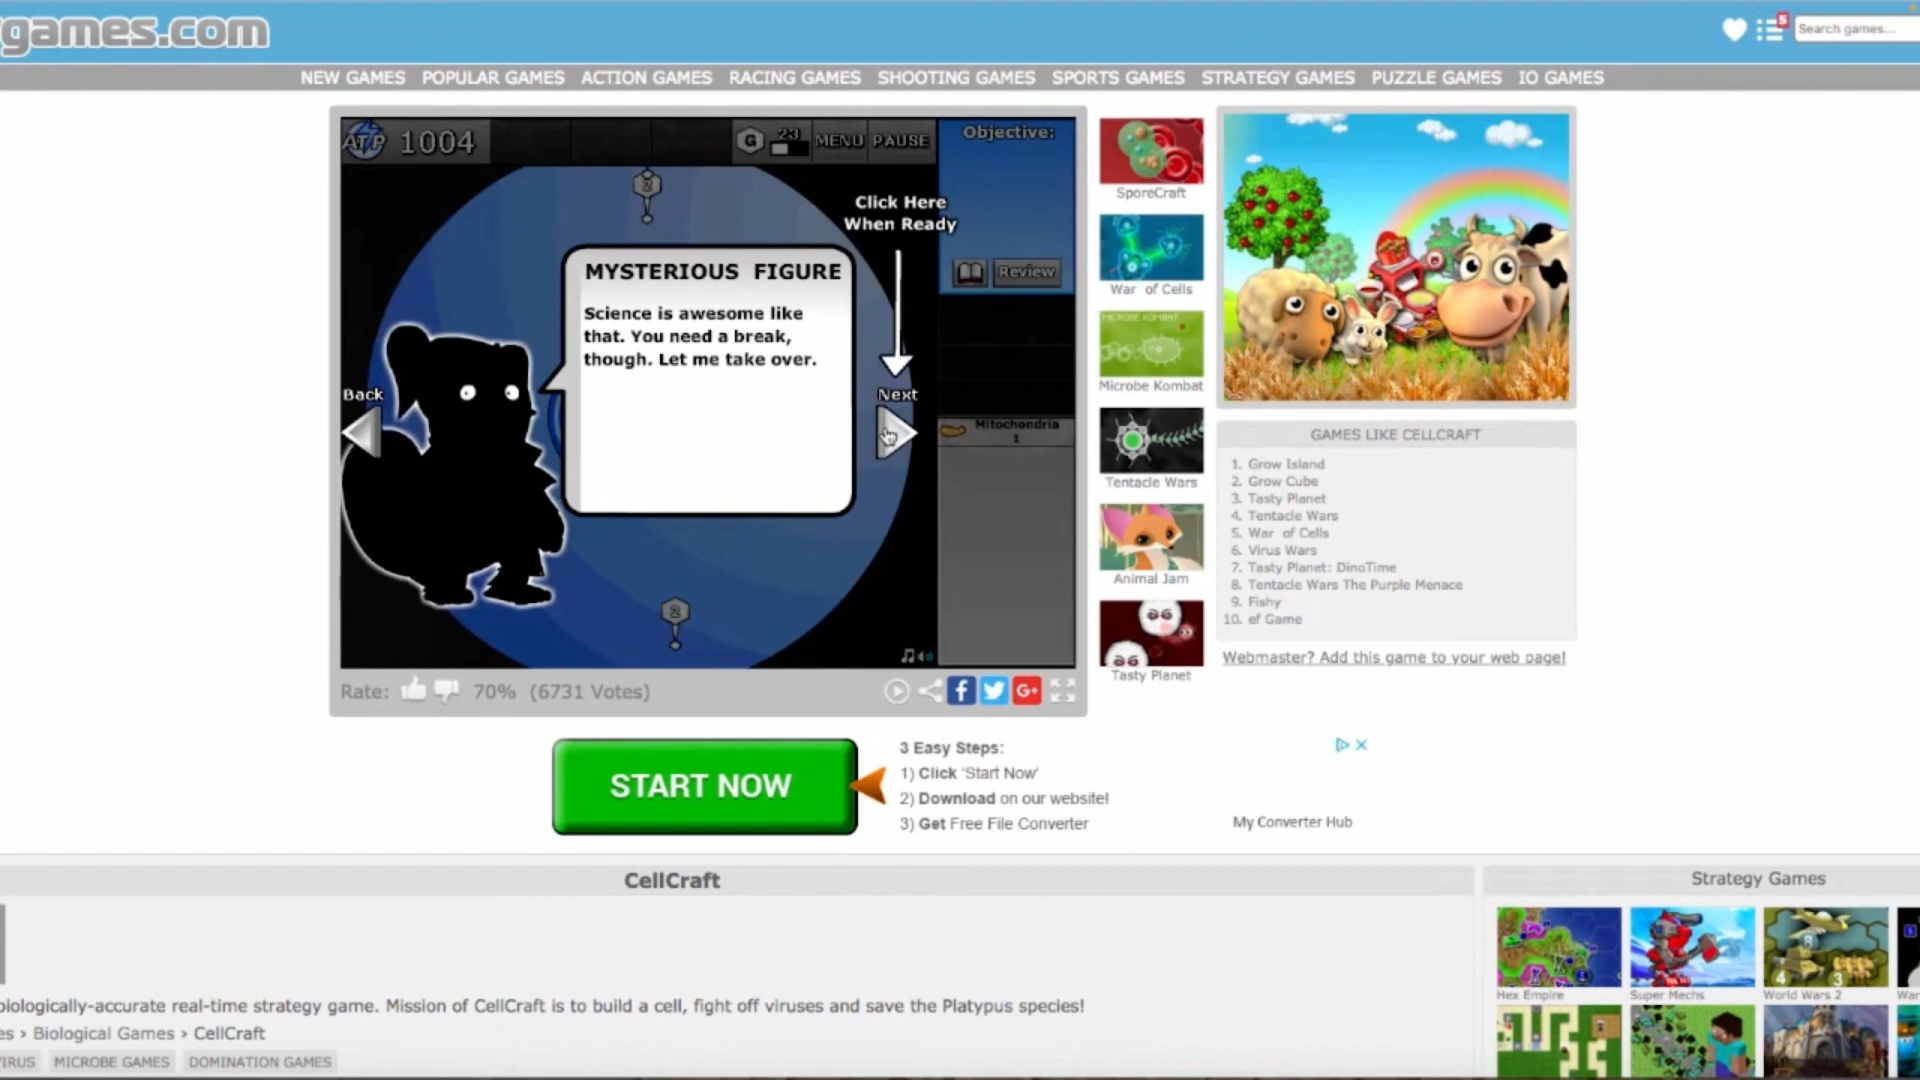 games.com
5
Search games...
NEW GAMES POPULAR GAMES ACTION GAMES RACING GAMES SHOOTING GAMES SPORTS GAMES STRATEGY GAMES PUZZLE GAMES IO GAMES
ATP 1004
G 23 MENU PAUSE
Objective:
2
Click Here
When Ready
Review
MYSTERIOUS FIGURE
Science is awesome like
that. You need a break,
though. Let me take over.
Back
Next
Mitochondria
1
2
Rate: 70% (6731 Votes)
SporeCraft
War of Cells
MICROBE KOMBAT
Microbe Kombat
Tentacle Wars
Animal Jam
Tasty Planet
GAMES LIKE CELLCRAFT
1. Grow Island
2. Grow Cube
3. Tasty Planet
4. Tentacle Wars
5. War of Cells
6. Virus Wars
7. Tasty Planet: DinoTime
8. Tentacle Wars The Purple Menace
9. Fishy
10. ef Game
Webmaster? Add this game to your web page!
START NOW
3 Easy Steps:
1) Click 'Start Now'
2) Download on our website!
3) Get Free File Converter
My Converter Hub
CellCraft
Strategy Games
Hex Empire
Super Mechs
World Wars 2
War
biologically-accurate real-time strategy game. Mission of CellCraft is to build a cell, fight off viruses and save the Platypus species!
es › Biological Games › CellCraft
VIRUS MICROBE GAMES DOMINATION GAMES